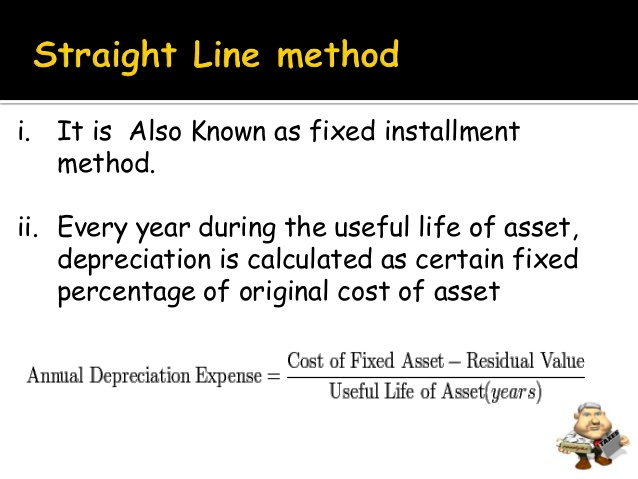 Straight Line method
i. It is Also Known as fixed installment
method.
ii. Every year during the useful life of asset,
depreciation is calculated as certain fixed
percentage of original cost of asset
Annual Depreciation Expense = (Cost of Fixed Asset − Residual Value) / (Useful Life of Asset(years))
TAXES